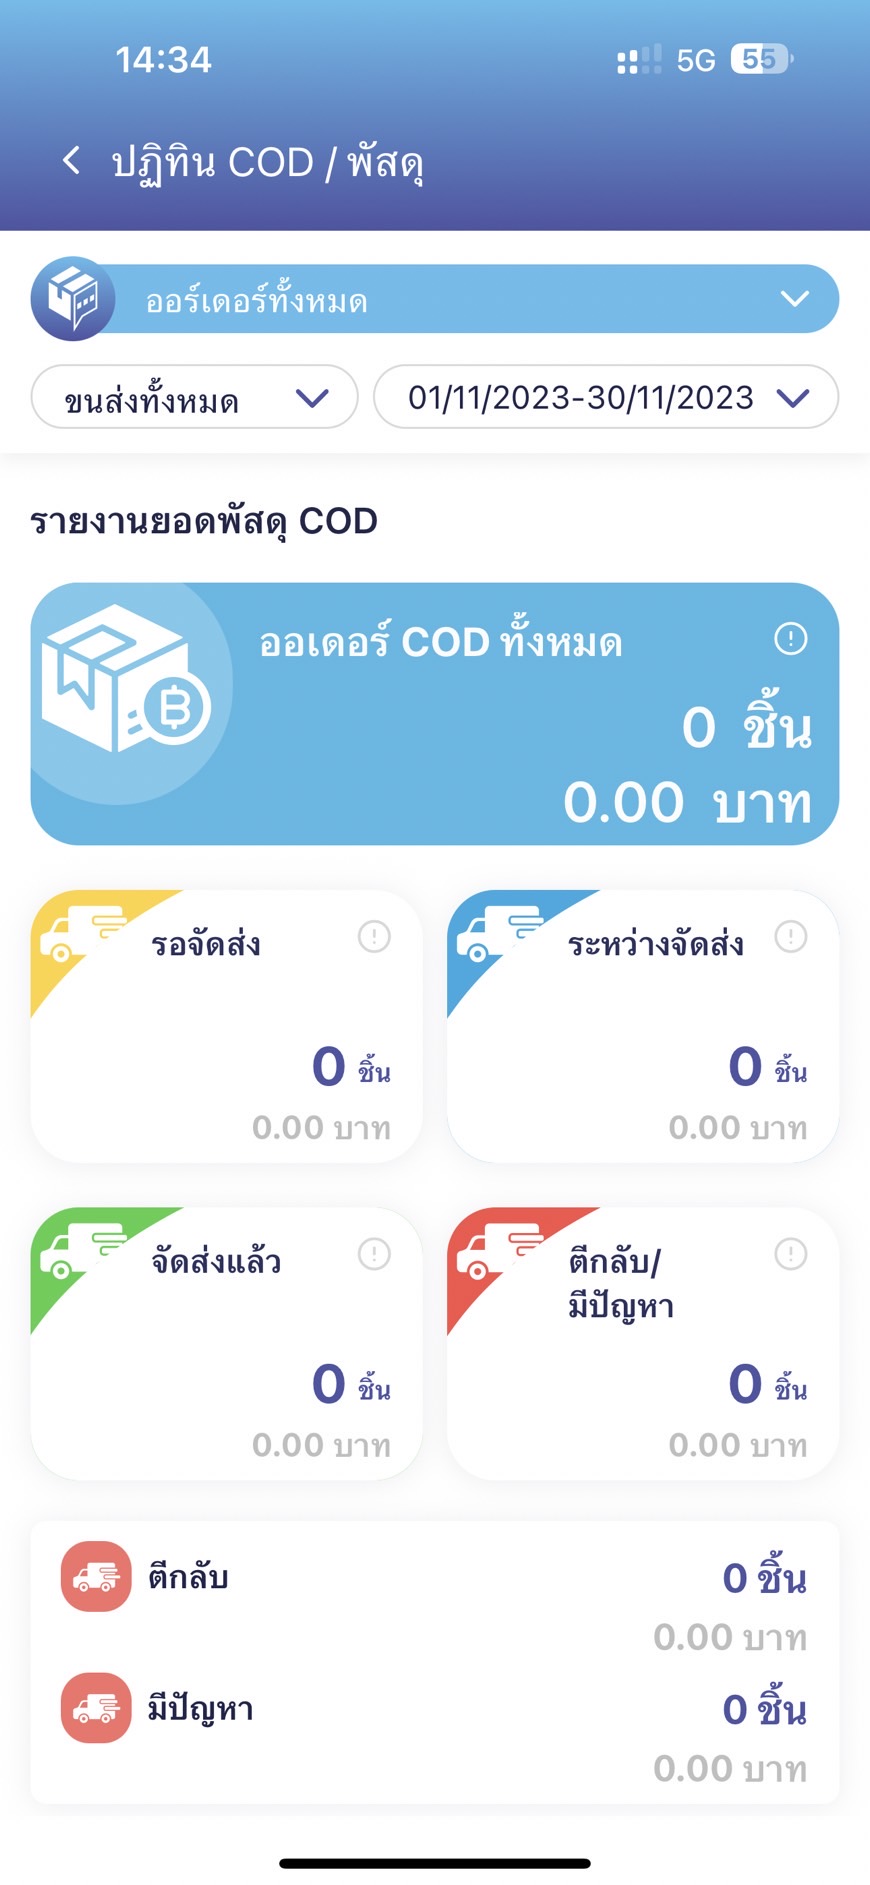 14:34
5G
55
ปฏิทิน COD / พัสดุ
ออร์เดอร์ทั้งหมด
ขนส่งทั้งหมด
01/11/2023-30/11/2023
รายงานยอดพัสดุ COD
ออเดอร์ COD ทั้งหมด
0 ชิ้น
0.00 บาท
รอจัดส่ง
0 ชิ้น
0.00 บาท
ระหว่างจัดส่ง
0 ชิ้น
0.00 บาท
จัดส่งแล้ว
0 ชิ้น
0.00 บาท
ตีกลับ/
มีปัญหา
0 ชิ้น
0.00 บาท
ตีกลับ
0 ชิ้น
0.00 บาท
มีปัญหา
0 ชิ้น
0.00 บาท